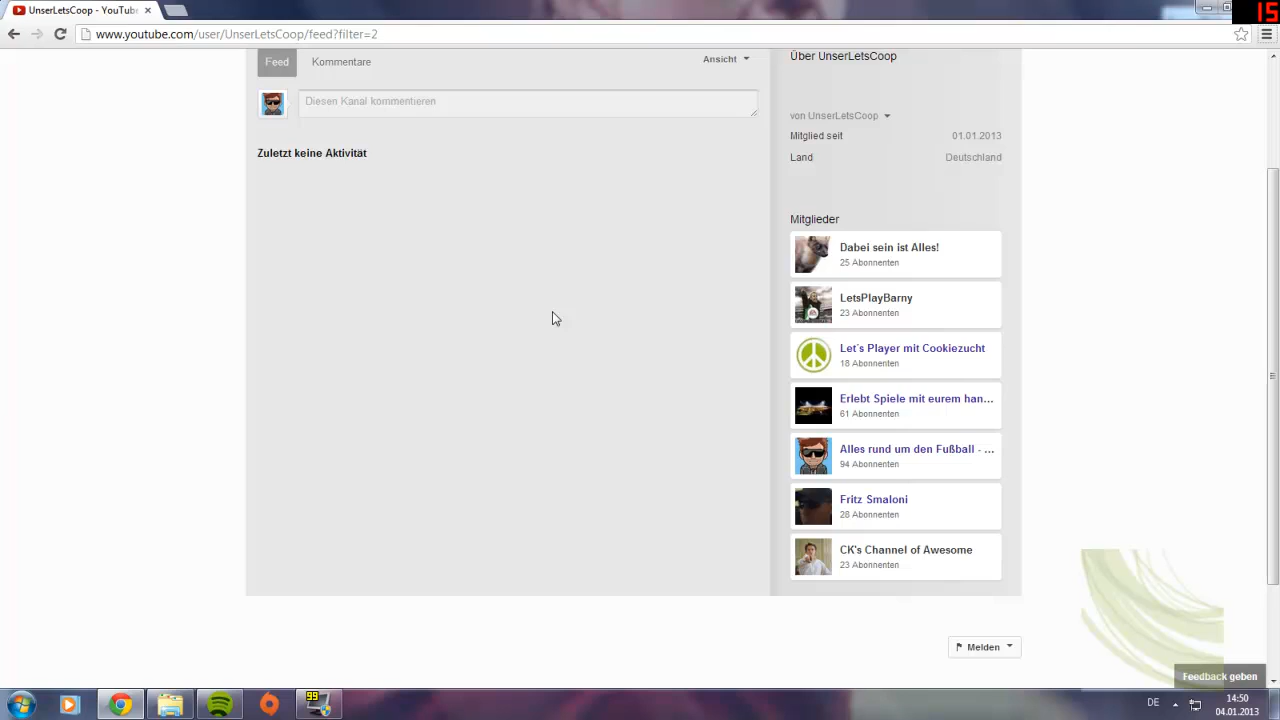 UnserLetsCoop - YouTube
15
www.youtube.com/user/UnserLetsCoop/feed?filter=2
Feed
Kommentare
Ansicht
Diesen Kanal kommentieren
Zuletzt keine Aktivität
Über UnserLetsCoop
von UnserLetsCoop
Mitglied seit 01.01.2013
Land Deutschland
Mitglieder
Dabei sein ist Alles!
25 Abonnenten
LetsPlayBarny
23 Abonnenten
Let´s Player mit Cookiezucht
18 Abonnenten
Erlebt Spiele mit eurem han...
61 Abonnenten
Alles rund um den Fußball - ...
94 Abonnenten
Fritz Smaloni
28 Abonnenten
CK's Channel of Awesome
23 Abonnenten
Melden
Feedback geben
99
DE
14:50
04.01.2013